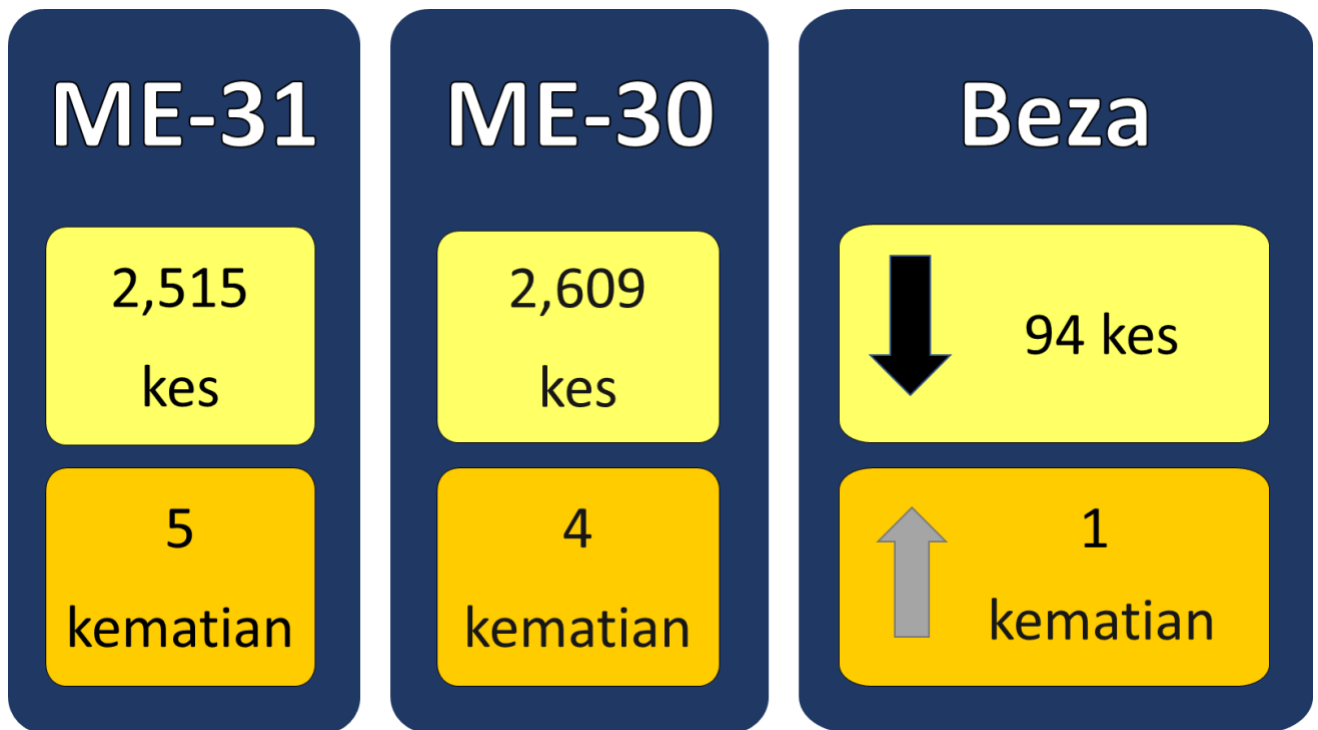 ME-31
2,515
kes
5
kematian
ME-30
2,609
kes
4
kematian
Beza
94 kes
1
kematian